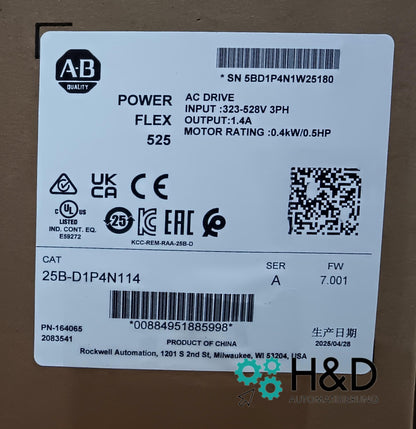 A-B
QUALITY
* SN 5BD1P4N1W25180
POWER
FLEX
525
AC DRIVE
INPUT :323-528V 3PH
OUTPUT:1.4A
MOTOR RATING :0.4kW/0.5HP
UK
CA
CE
C UL US
LISTED
IND. CONT. EQ.
E59272
25
EAC
KCC-REM-RAA-25B-D
CAT
25B-D1P4N114
SER
A
FW
7.001
*00884951885998*
PN-164065
2083541
生产日期
2025/04/28
PRODUCT OF CHINA
Rockwell Automation, 1201 S 2nd St, Milwaukee, WI 53204, USA
H&D
AUTOMATISIERUNG